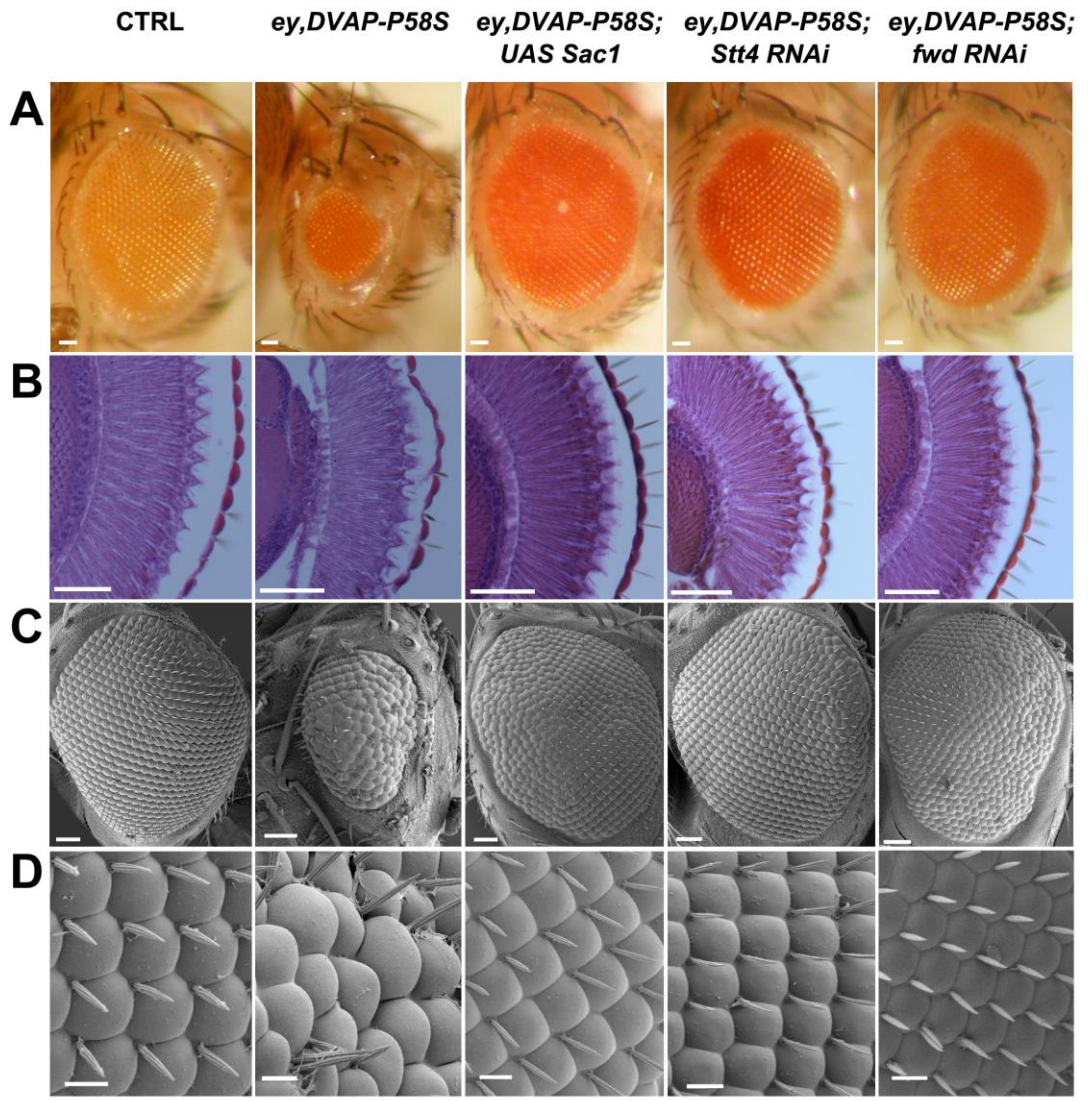 CTRL
ey,DVAP-P58S
ey,DVAP-P58S;
UAS Sac1
ey,DVAP-P58S;
Stt4 RNAi
ey,DVAP-P58S;
fwd RNAi
A
B
C
D